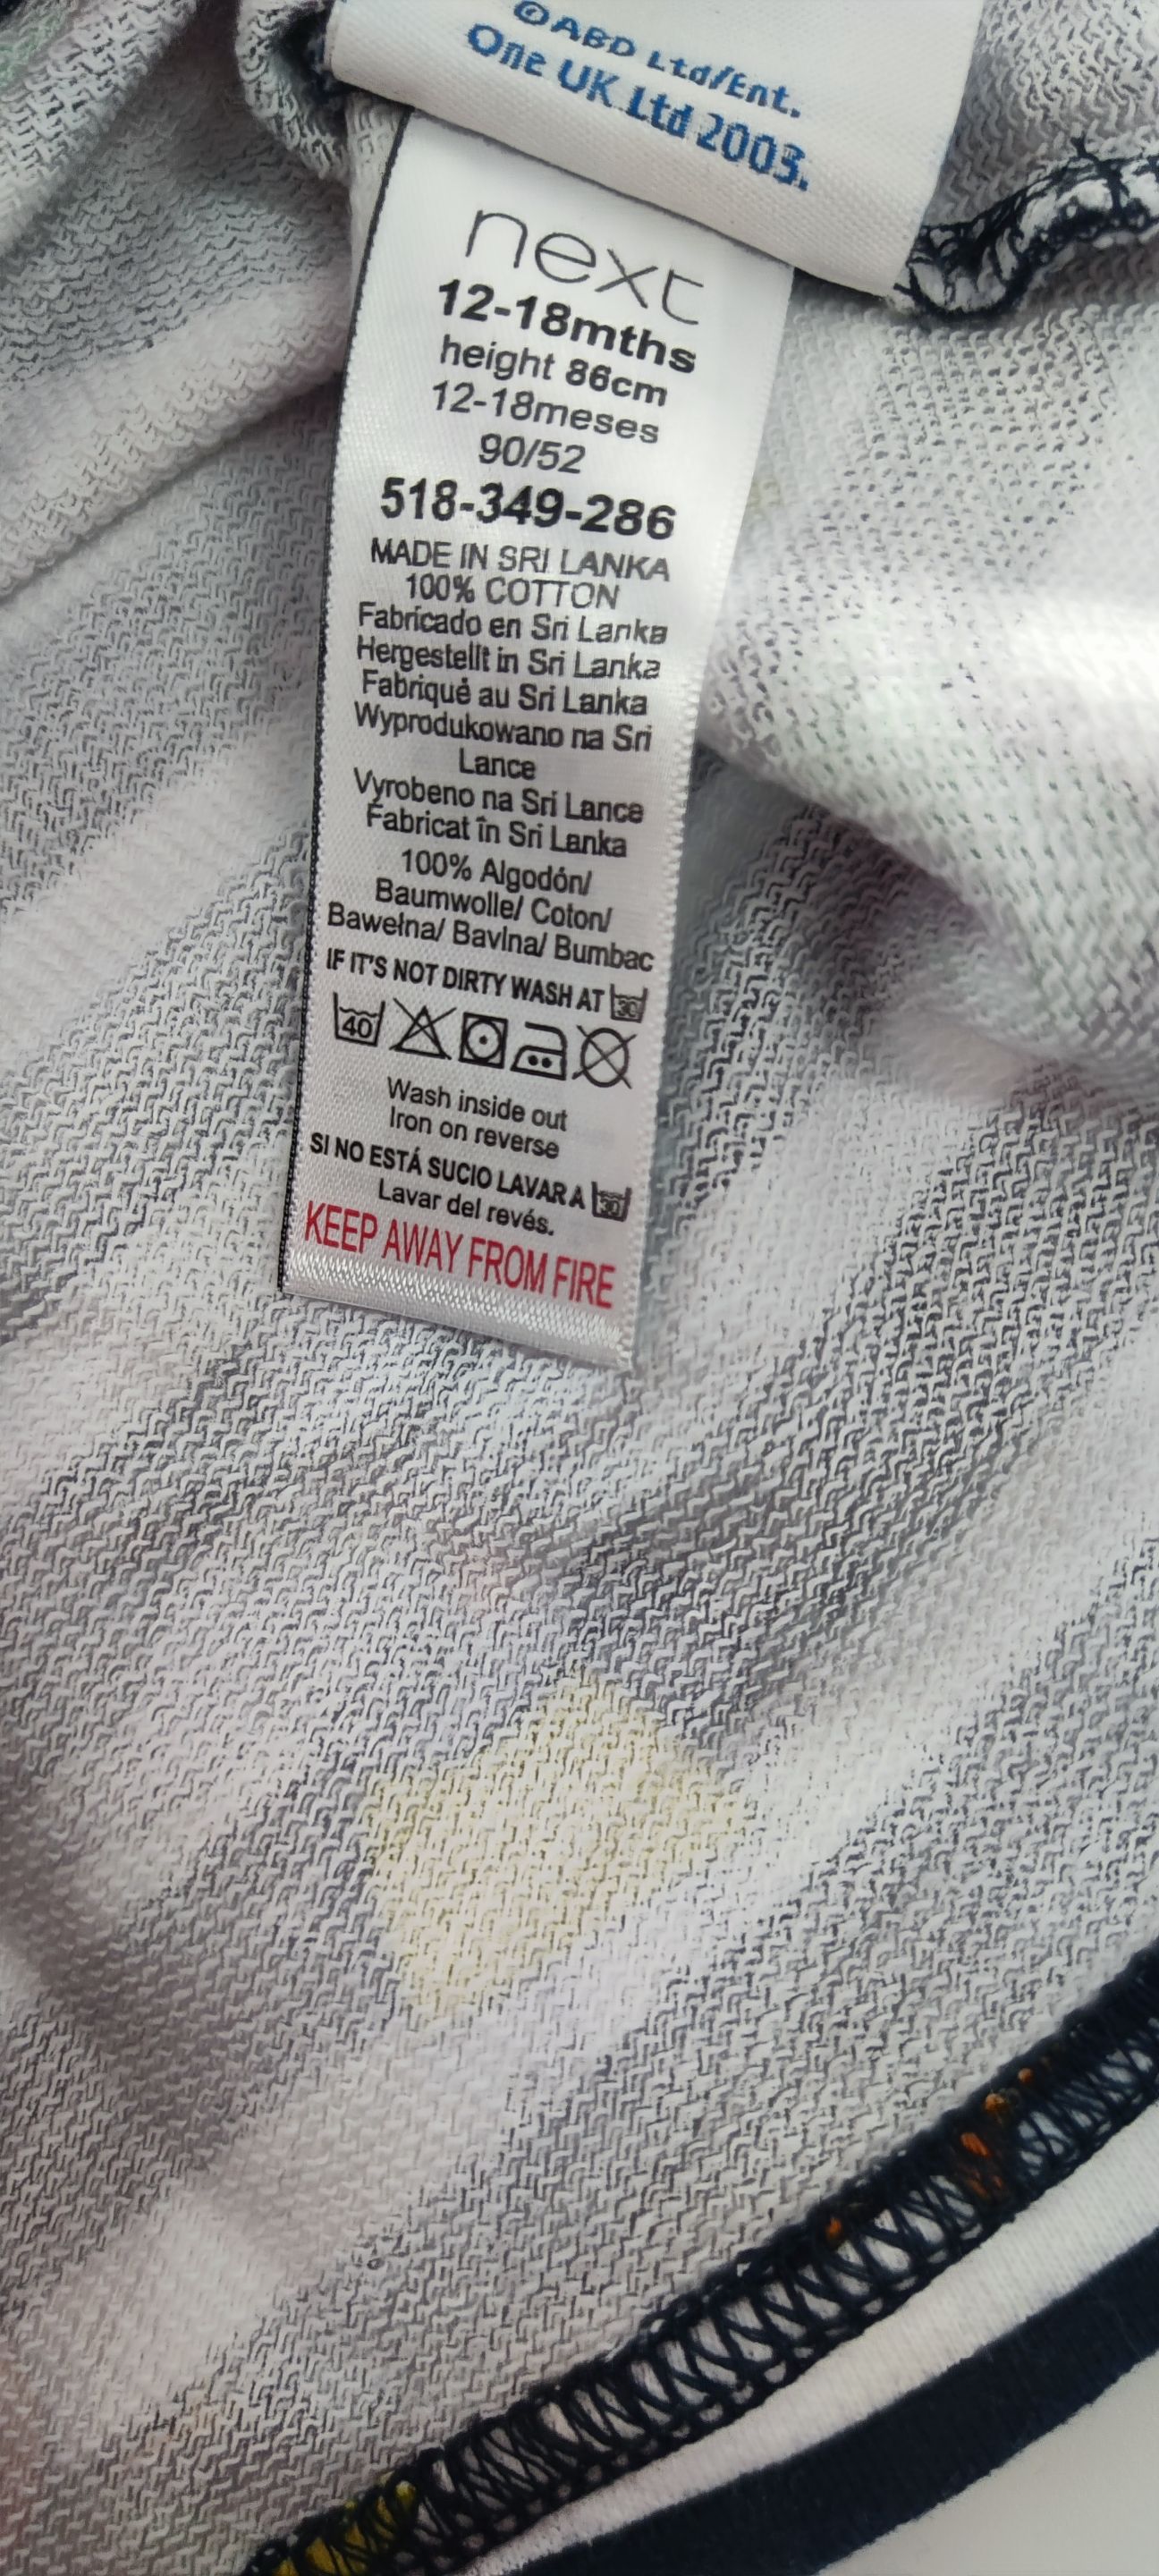 ©ABD Ltd/Ent.
One UK Ltd 2003.
next
12-18mths
height 86cm
12-18meses
90/52
518-349-286
MADE IN SRI LANKA
100% COTTON
Fabricado en Sri Lanka
Hergestellt in Sri Lanka
Fabriqué au Sri Lanka
Wyprodukowano na Sri
Lance
Vyrobeno na Sri Lance
Fabricat în Sri Lanka
100% Algodón/
Baumwolle/ Coton/
Bawełna/ Bavlna/ Bumbac
IF IT'S NOT DIRTY WASH AT 30
40
Wash inside out
Iron on reverse
SI NO ESTÁ SUCIO LAVAR A 30
Lavar del revés.
KEEP AWAY FROM FIRE